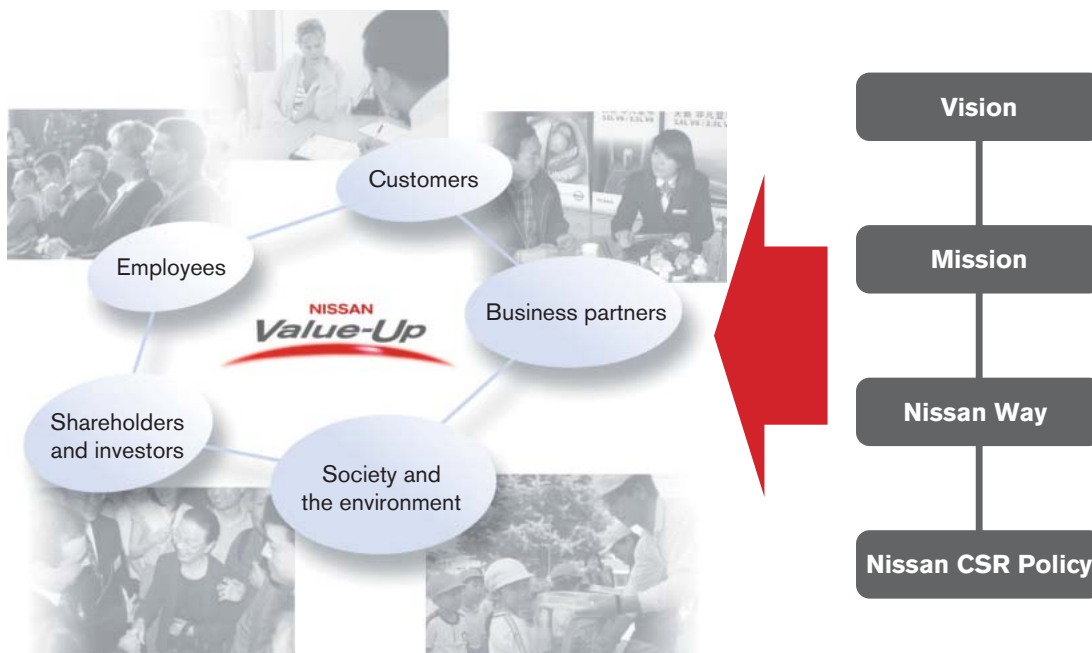 Customers
Employees
Business partners
NISSAN
Value-Up
Shareholders
and investors
Society and
the environment
Vision
Mission
Nissan Way
Nissan CSR Policy